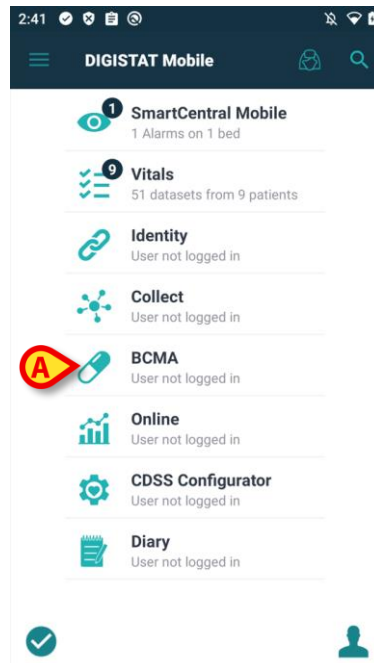 2:41
DIGISTAT Mobile
1
SmartCentral Mobile
1 Alarms on 1 bed
9
Vitals
51 datasets from 9 patients
Identity
User not logged in
Collect
User not logged in
A
BCMA
User not logged in
Online
User not logged in
CDSS Configurator
User not logged in
Diary
User not logged in